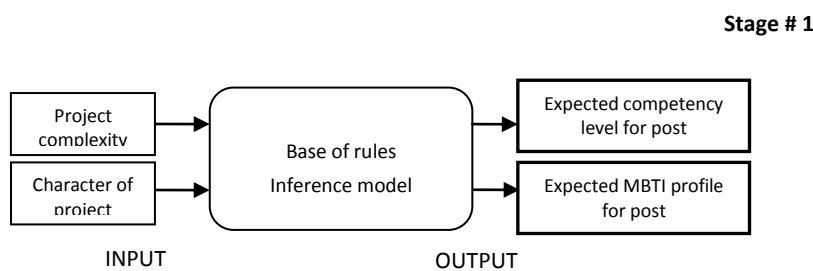 Stage # 1
Project
complexity
Character of
project
Base of rules
Inference model
Expected competency
level for post
Expected MBTI profile
for post
INPUT
OUTPUT